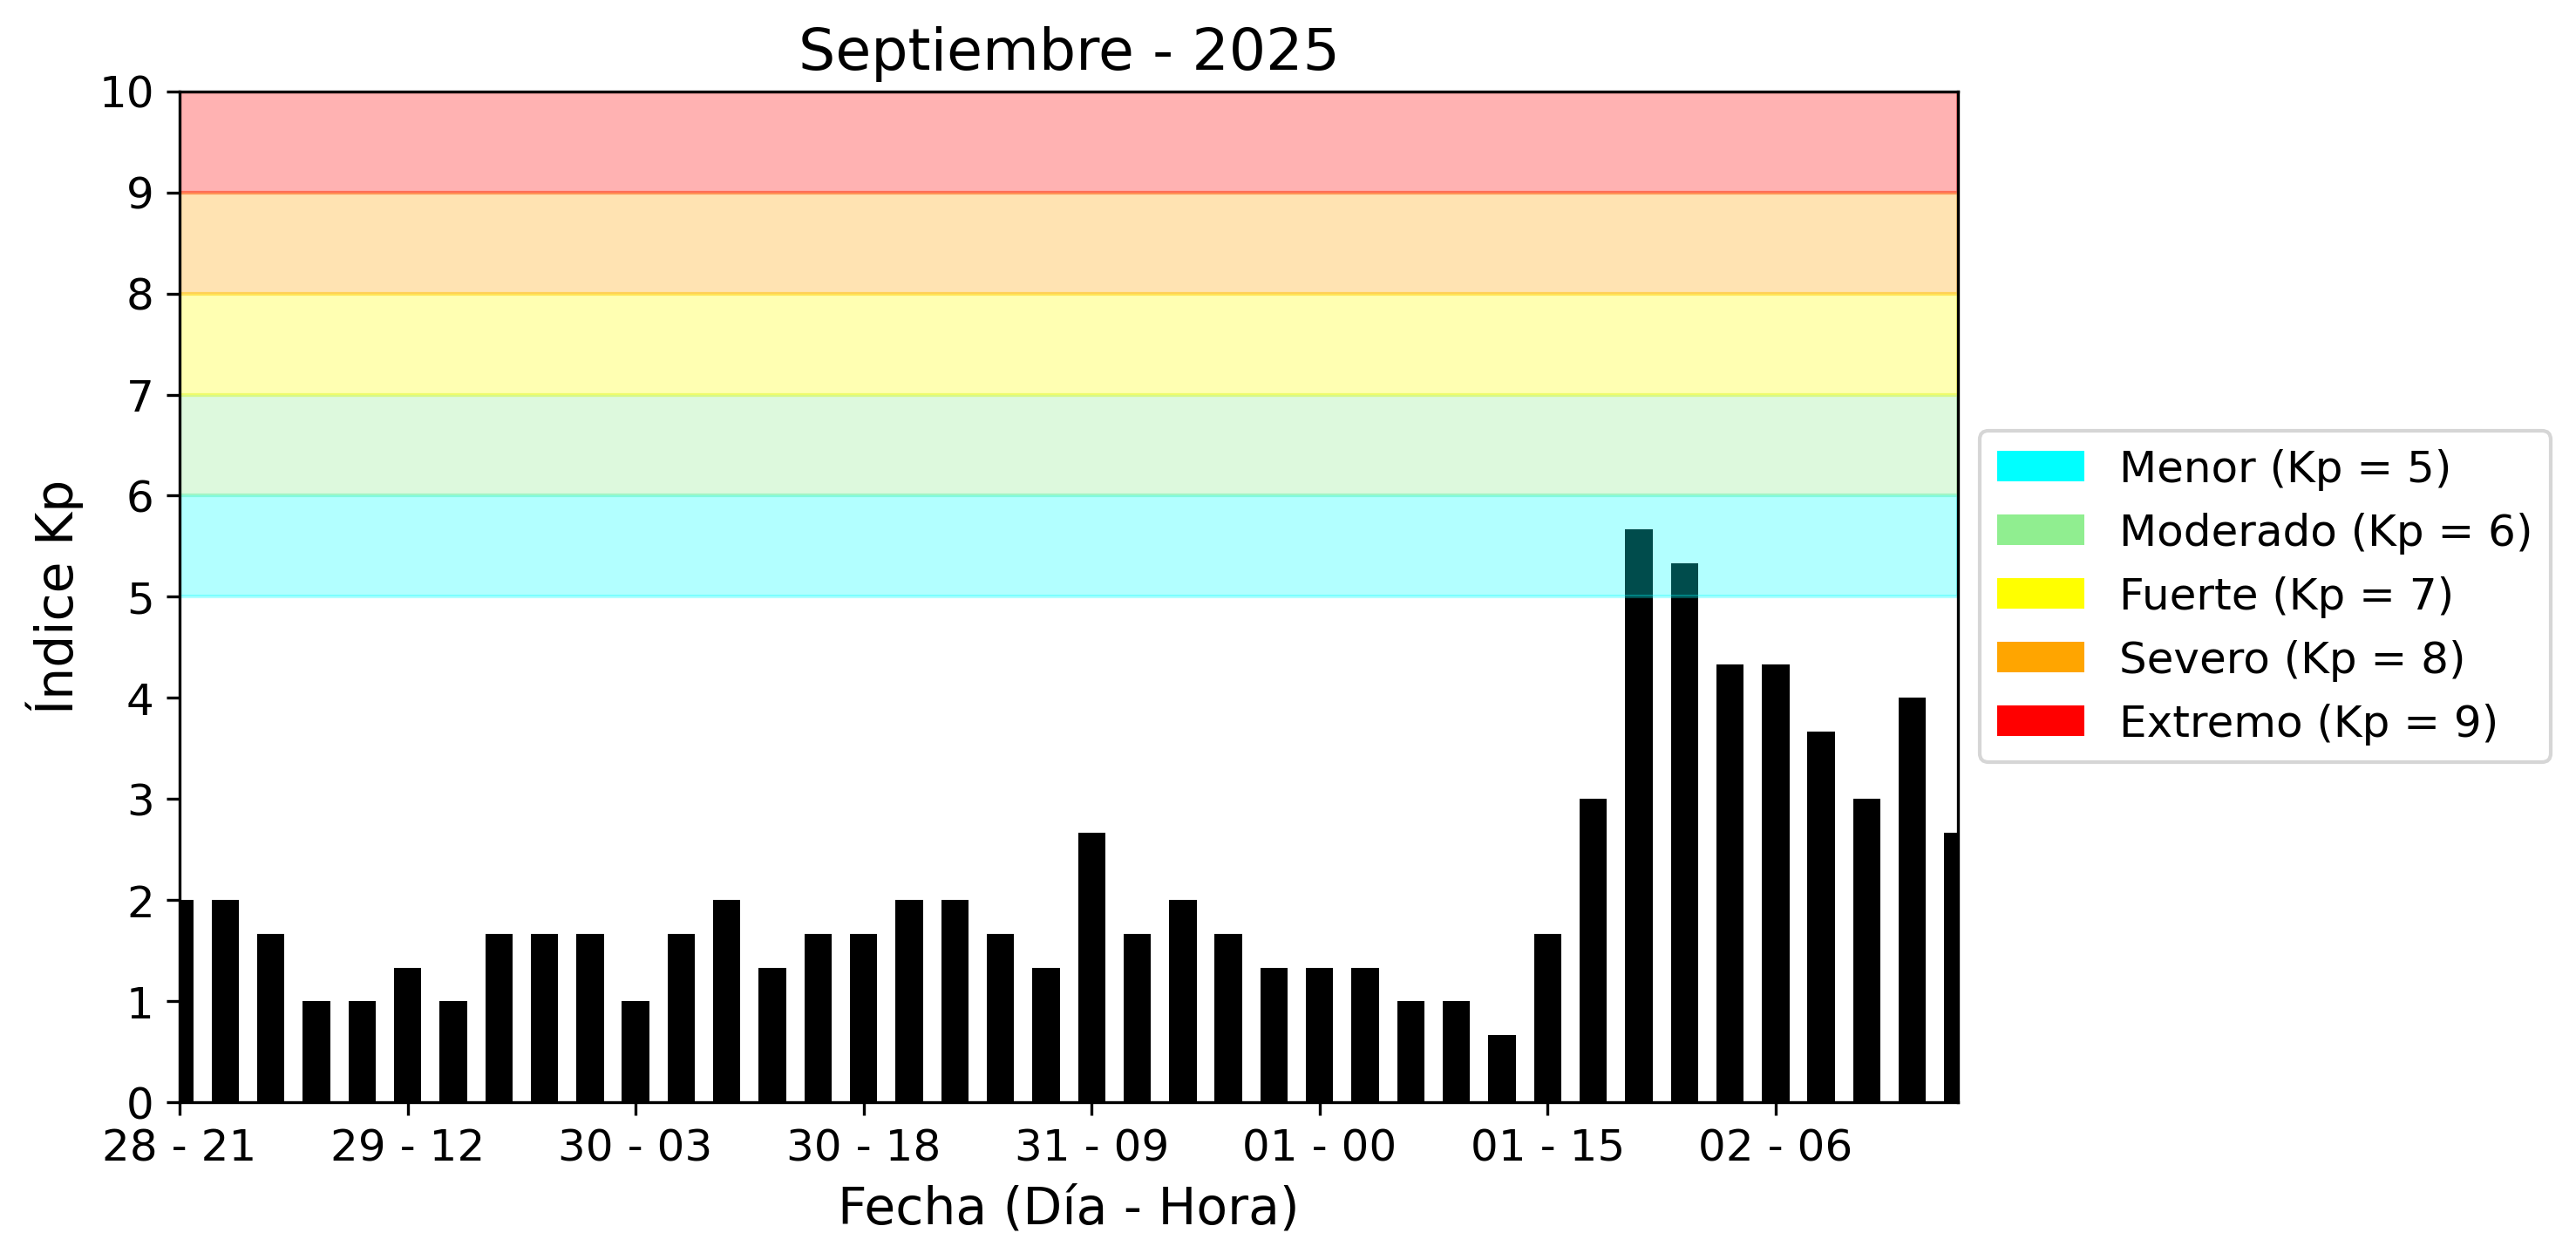 Septiembre - 2025
10
9
8
7
6
5
4
3
2
1
0
Índice Kp
28 - 21
29 - 12
30 - 03
30 - 18
31 - 09
01 - 00
01 - 15
02 - 06
Fecha (Día - Hora)
Menor (Kp = 5)
Moderado (Kp = 6)
Fuerte (Kp = 7)
Severo (Kp = 8)
Extremo (Kp = 9)